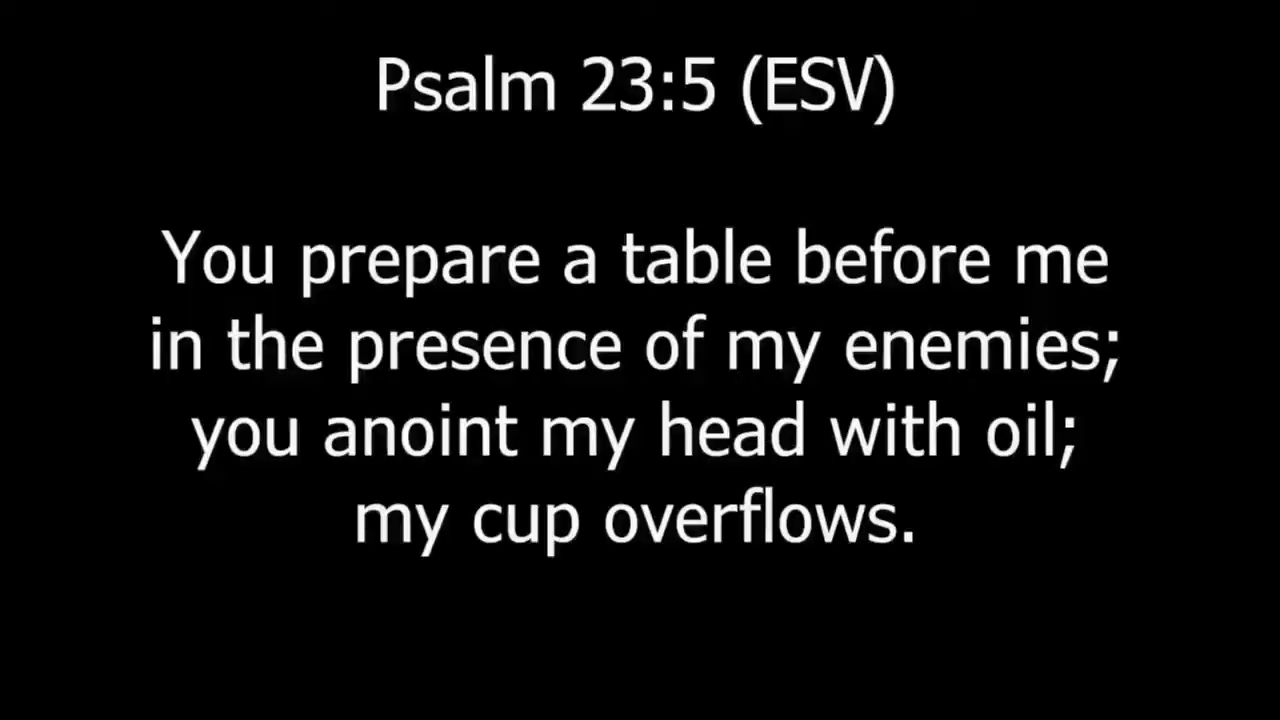 Psalm 23:5 (ESV)
You prepare a table before me
in the presence of my enemies;
you anoint my head with oil;
my cup overflows.